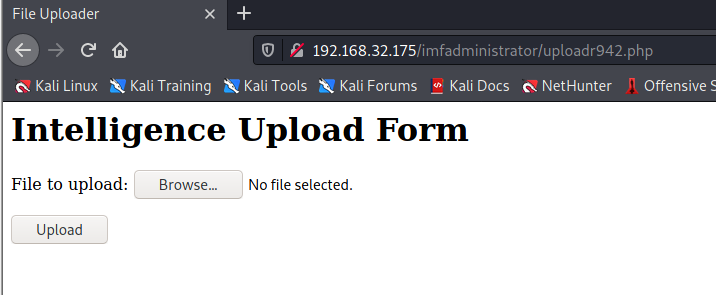 File Uploader
192.168.32.175/imfadministrator/uploadr942.php
Kali Linux Kali Training Kali Tools Kali Forums Kali Docs NetHunter Offensive S
Intelligence Upload Form
File to upload: Browse... No file selected.
Upload